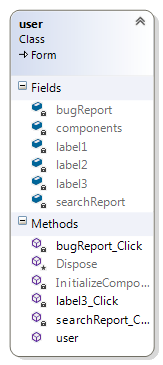 user
Class
Form
Fields
bugReport
components
label1
label2
label3
searchReport
Methods
bugReport_Click
Dispose
InitializeCompo...
label3_Click
searchReport_C...
user